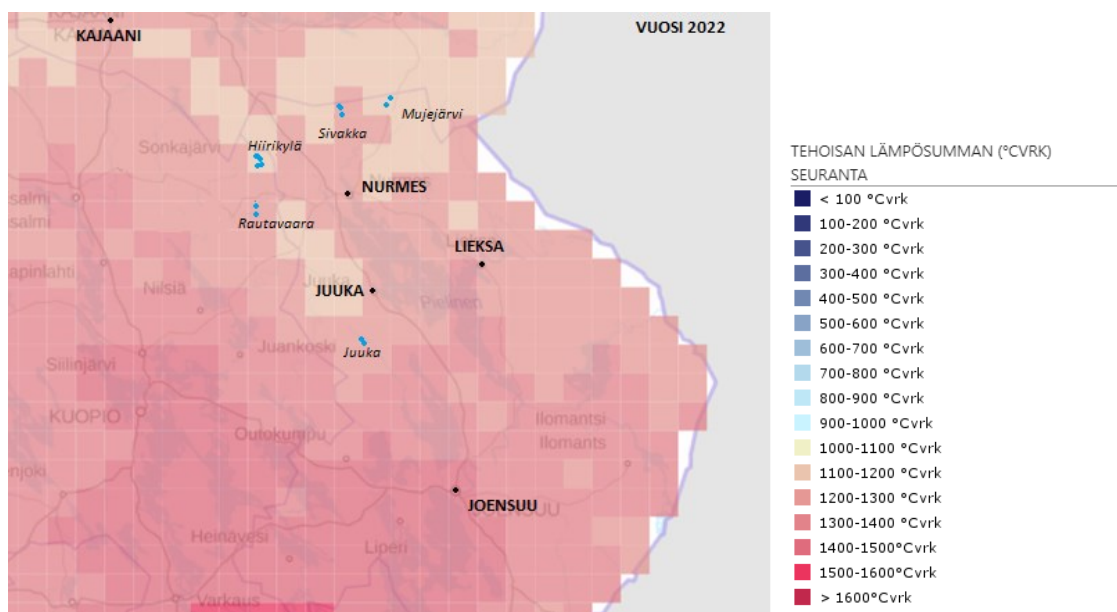 KAJAANI
VUOSI 2022
Mujejärvi
Sivakka
Sonkajärvi
Hiirikylä
NURMES
Rautavaara
LIEKSA
Nilsiä
JUUKA
Pielinen
Juankoski
Juuka
Siilinjärvi
KUOPIO
Ilomantsi
Outokumpu
Ilomants
JOENSUU
JOENSUU
Heinävesi
Liperi
Varkaus
TEHOISAN LÄMPÖSUMMAN (°CVRK)
SEURANTA
< 100 °Cvrk
100-200 °Cvrk
200-300 °Cvrk
300-400 °Cvrk
400-500 °Cvrk
500-600 °Cvrk
600-700 °Cvrk
700-800 °Cvrk
800-900 °Cvrk
900-1000 °Cvrk
1000-1100 °Cvrk
1100-1200 °Cvrk
1200-1300 °Cvrk
1300-1400 °Cvrk
1400-1500°Cvrk
1500-1600°Cvrk
> 1600°Cvrk